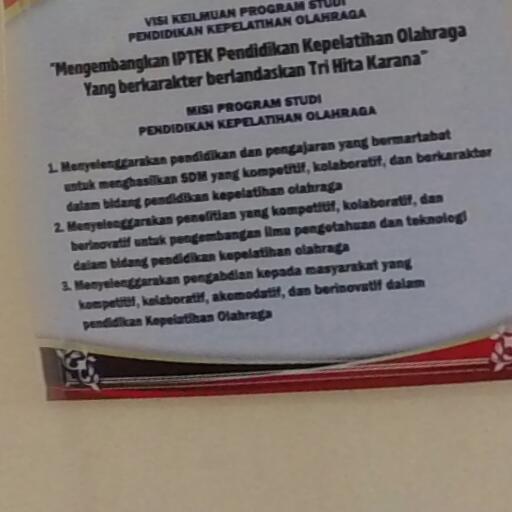 VISI KEILMUAN PROGRAM STUDI
PENDIDIKAN KEPELATIHAN OLAHRAGA
"Mengembangkan IPTEK Pendidikan Kepelatihan Olahraga
Yang berkarakter berlandaskan Tri Hita Karana"
MISI PROGRAM STUDI
PENDIDIKAN KEPELATIHAN OLAHRAGA
1. Menyelenggarakan pendidikan dan pengajaran yang bermartabat
untuk menghasilkan SDM yang kompetitif, kolaboratif, dan berkarakter
dalam bidang pendidikan kepelatihan olahraga
2. Menyelenggarakan penelitian yang kompetitif, kolaboratif, dan
berinovatif untuk pengembangan ilmu pengetahuan dan teknologi
dalam bidang pendidikan kepelatihan olahraga
3. Menyelenggarakan pengabdian kepada masyarakat yang
kompetitif, kolaboratif, akomodatif, dan berinovatif dalam
pendidikan Kepelatihan Olahraga